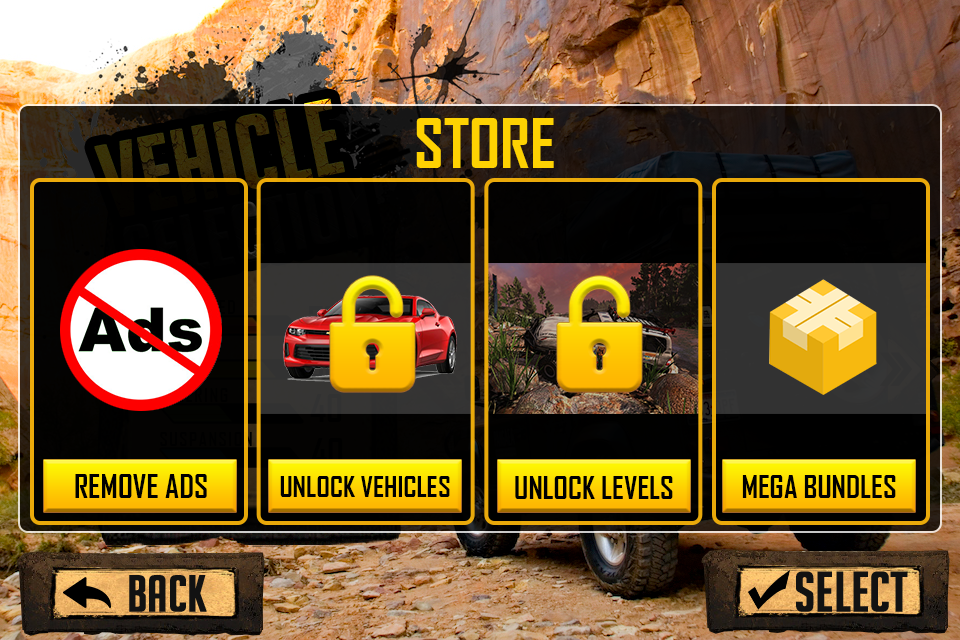 VEHICLE
STORE
Ads
REMOVE ADS
UNLOCK VEHICLES
UNLOCK LEVELS
MEGA BUNDLES
BACK
SELECT